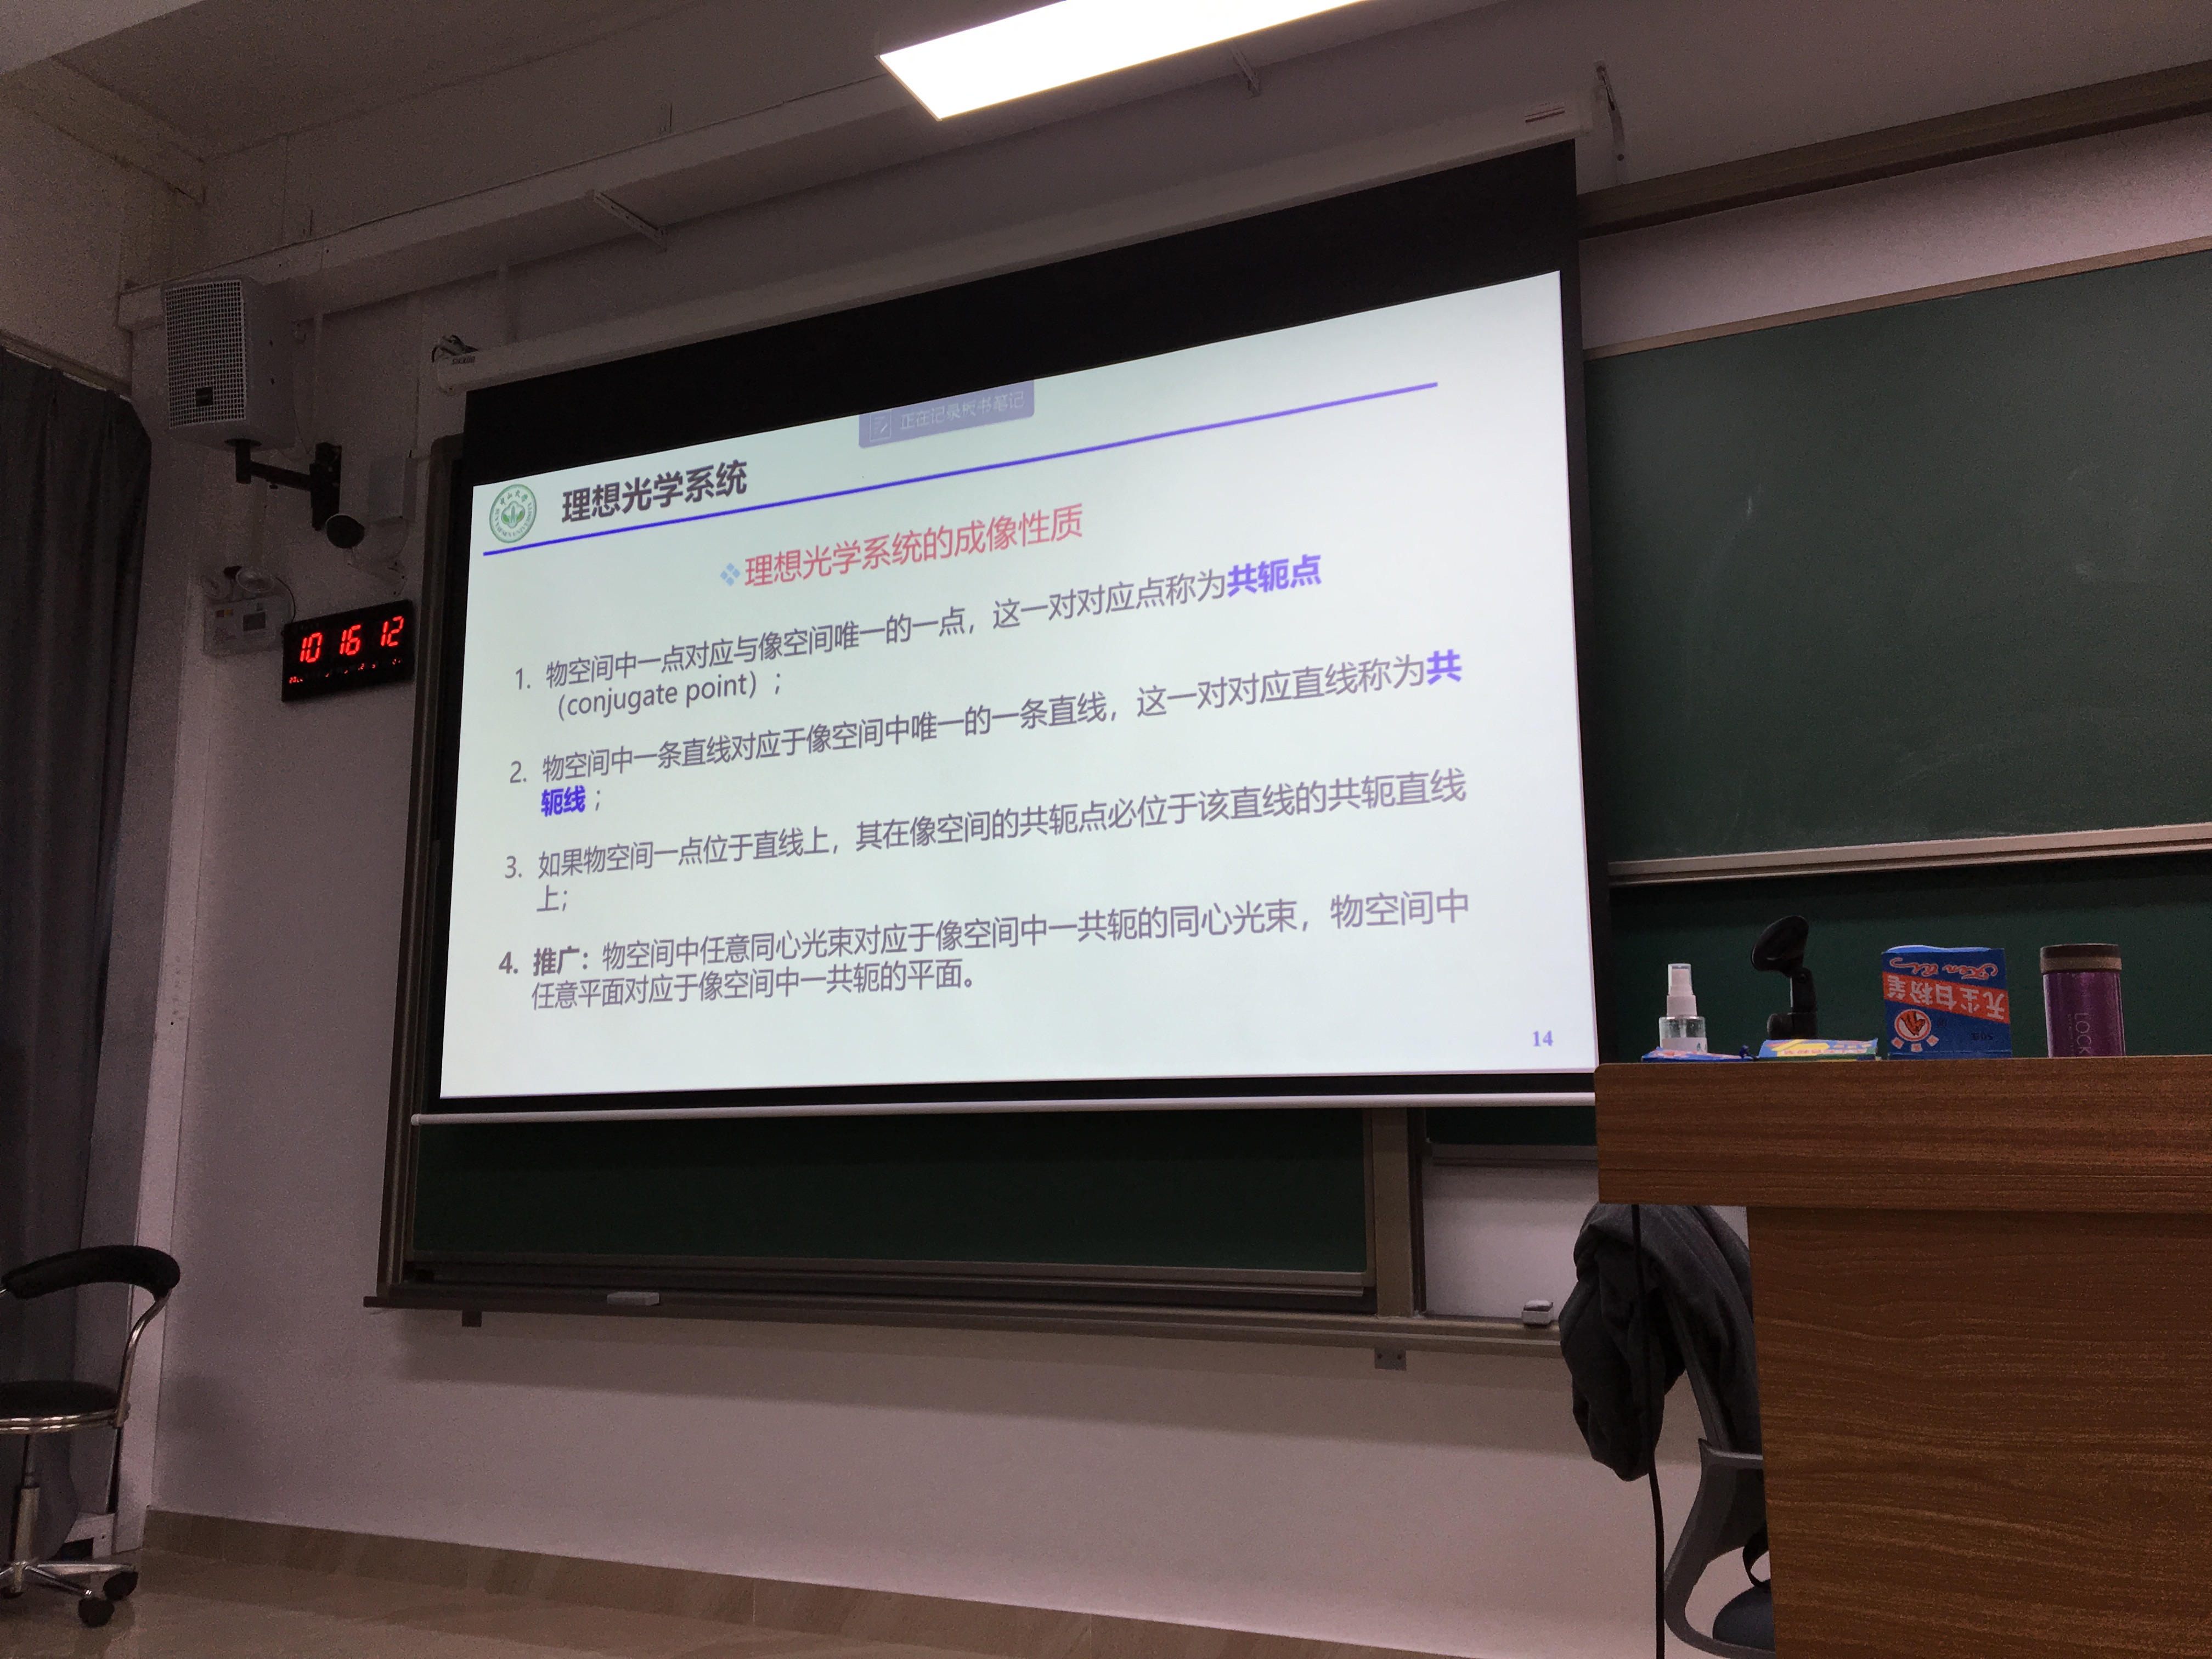 正在记录板书笔记
理想光学系统
理想光学系统的成像性质
1. 物空间中一点对应与像空间唯一的一点，这一对对应点称为共轭点
（conjugate point）；
2. 物空间中一条直线对应于像空间中唯一的一条直线，这一对对应直线称为共
轭线；
3. 如果物空间一点位于直线上，其在像空间的共轭点必位于该直线的共轭直线
上；
4. 推广：物空间中任意同心光束对应于像空间中一共轭的同心光束，物空间中
任意平面对应于像空间中一共轭的平面。
14
10 16 12
无尘白粉笔
LOCK